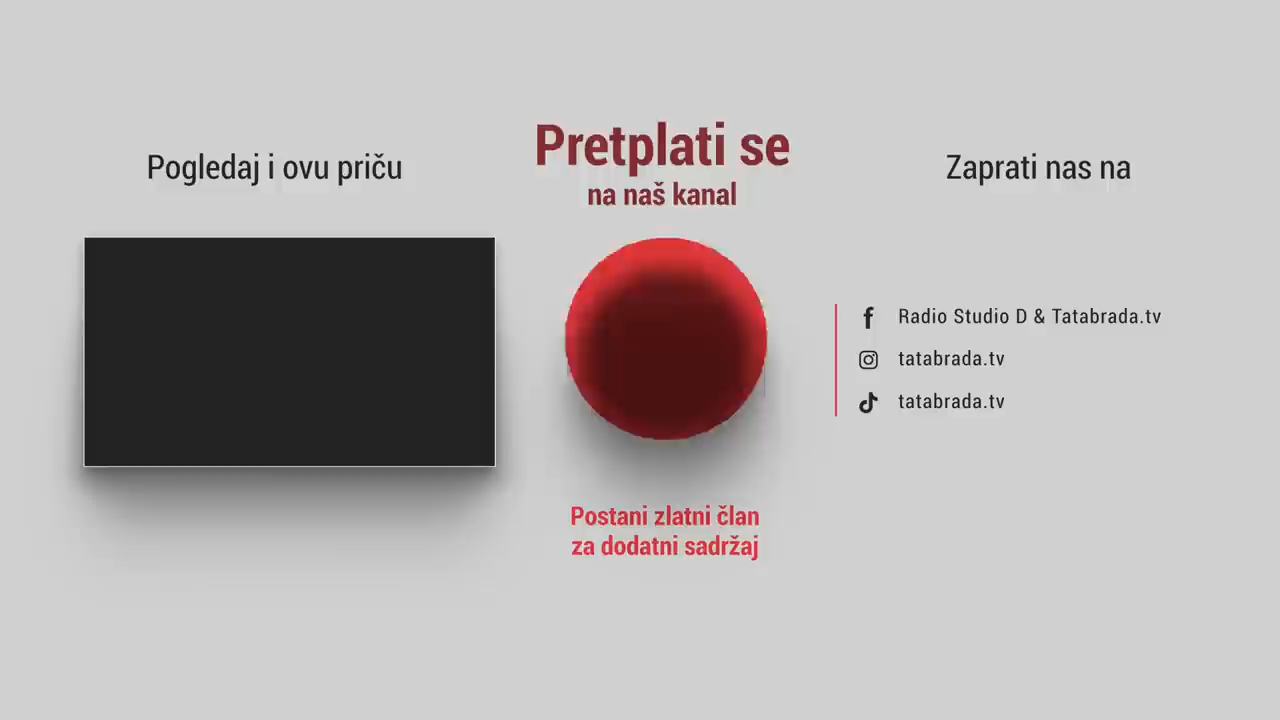 Pogledaj i ovu priču
Pretplati se
na naš kanal
Postani zlatni član
za dodatni sadržaj
Zaprati nas na
Radio Studio D & Tatabrada.tv
tatabrada.tv
tatabrada.tv